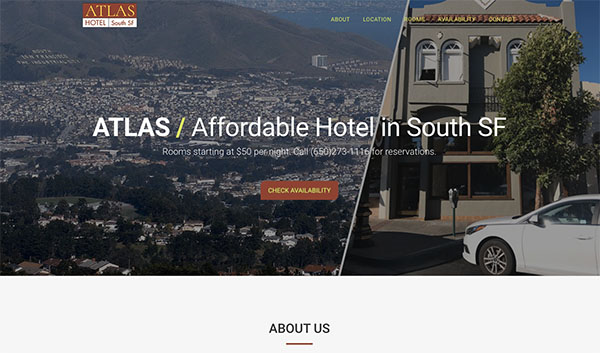 ATLAS
HOTEL | South SF
ABOUT LOCATION ROOMS AVAILABILITY CONTACT
ATLAS / Affordable Hotel in South SF
Rooms starting at $50 per night. Call (650)273-1116 for reservations.
CHECK AVAILABILITY
ABOUT US